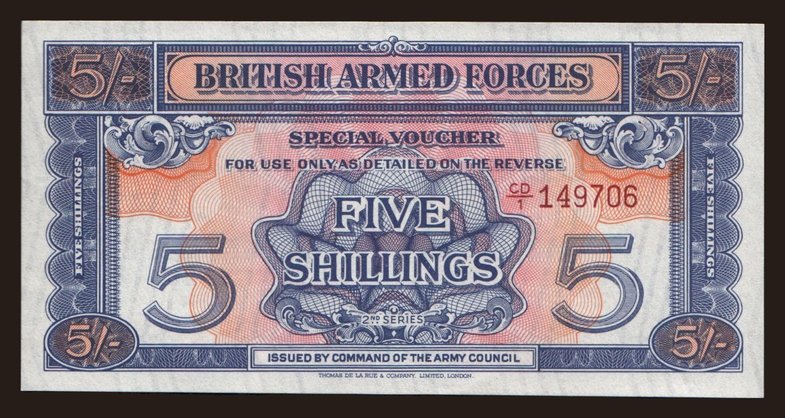 5/- BRITISH ARMED FORCES 5/-
SPECIAL VOUCHER
FOR USE ONLY AS DETAILED ON THE REVERSE
CD/1 149706
FIVE SHILLINGS
FIVE SHILLINGS
FIVE
SHILLINGS
5 5
2ND SERIES
5/- 5/-
ISSUED BY COMMAND OF THE ARMY COUNCIL
THOMAS DE LA RUE & COMPANY, LIMITED, LONDON.